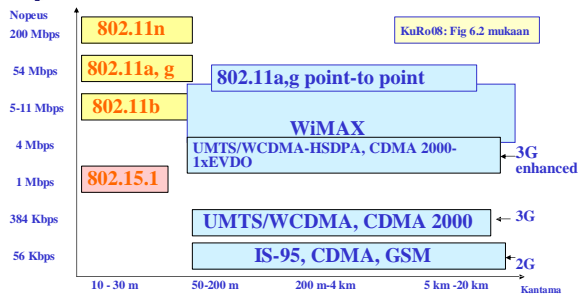 Nopeus
200 Mbps
802.11n
KuRo08: Fig 6.2 mukaan
54 Mbps
802.11a, g
802.11a,g point-to point
5-11 Mbps
802.11b
WiMAX
4 Mbps
UMTS/WCDMA-HSDPA, CDMA 2000-
1xEVDO
3G
enhanced
1 Mbps
802.15.1
384 Kbps
UMTS/WCDMA, CDMA 2000
3G
56 Kbps
IS-95, CDMA, GSM
2G
10 - 30 m
50-200 m
200 m-4 km
5 km -20 km
Kantama